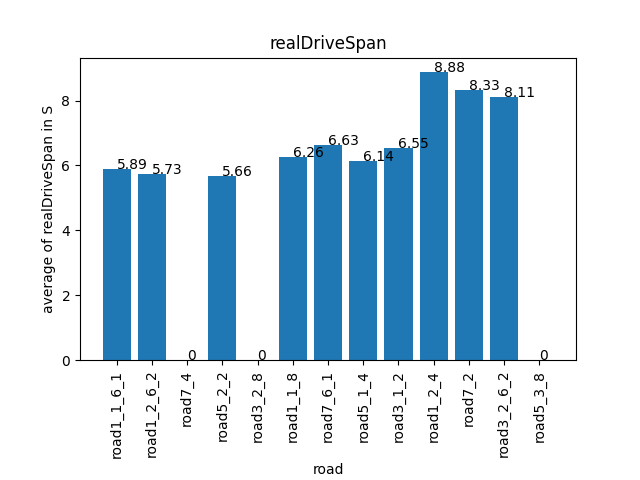 realDriveSpan
average of realDriveSpan in S
8
6
4
2
0
5.89
5.73
0
5.66
0
6.26
6.63
6.14
6.55
8.88
8.33
8.11
0
road1_1_6_1
road1_2_6_2
road7_4
road5_2_2
road3_2_8
road1_1_8
road7_6_1
road5_1_4
road3_1_2
road1_2_4
road7_2
road3_2_6_2
road5_3_8
road